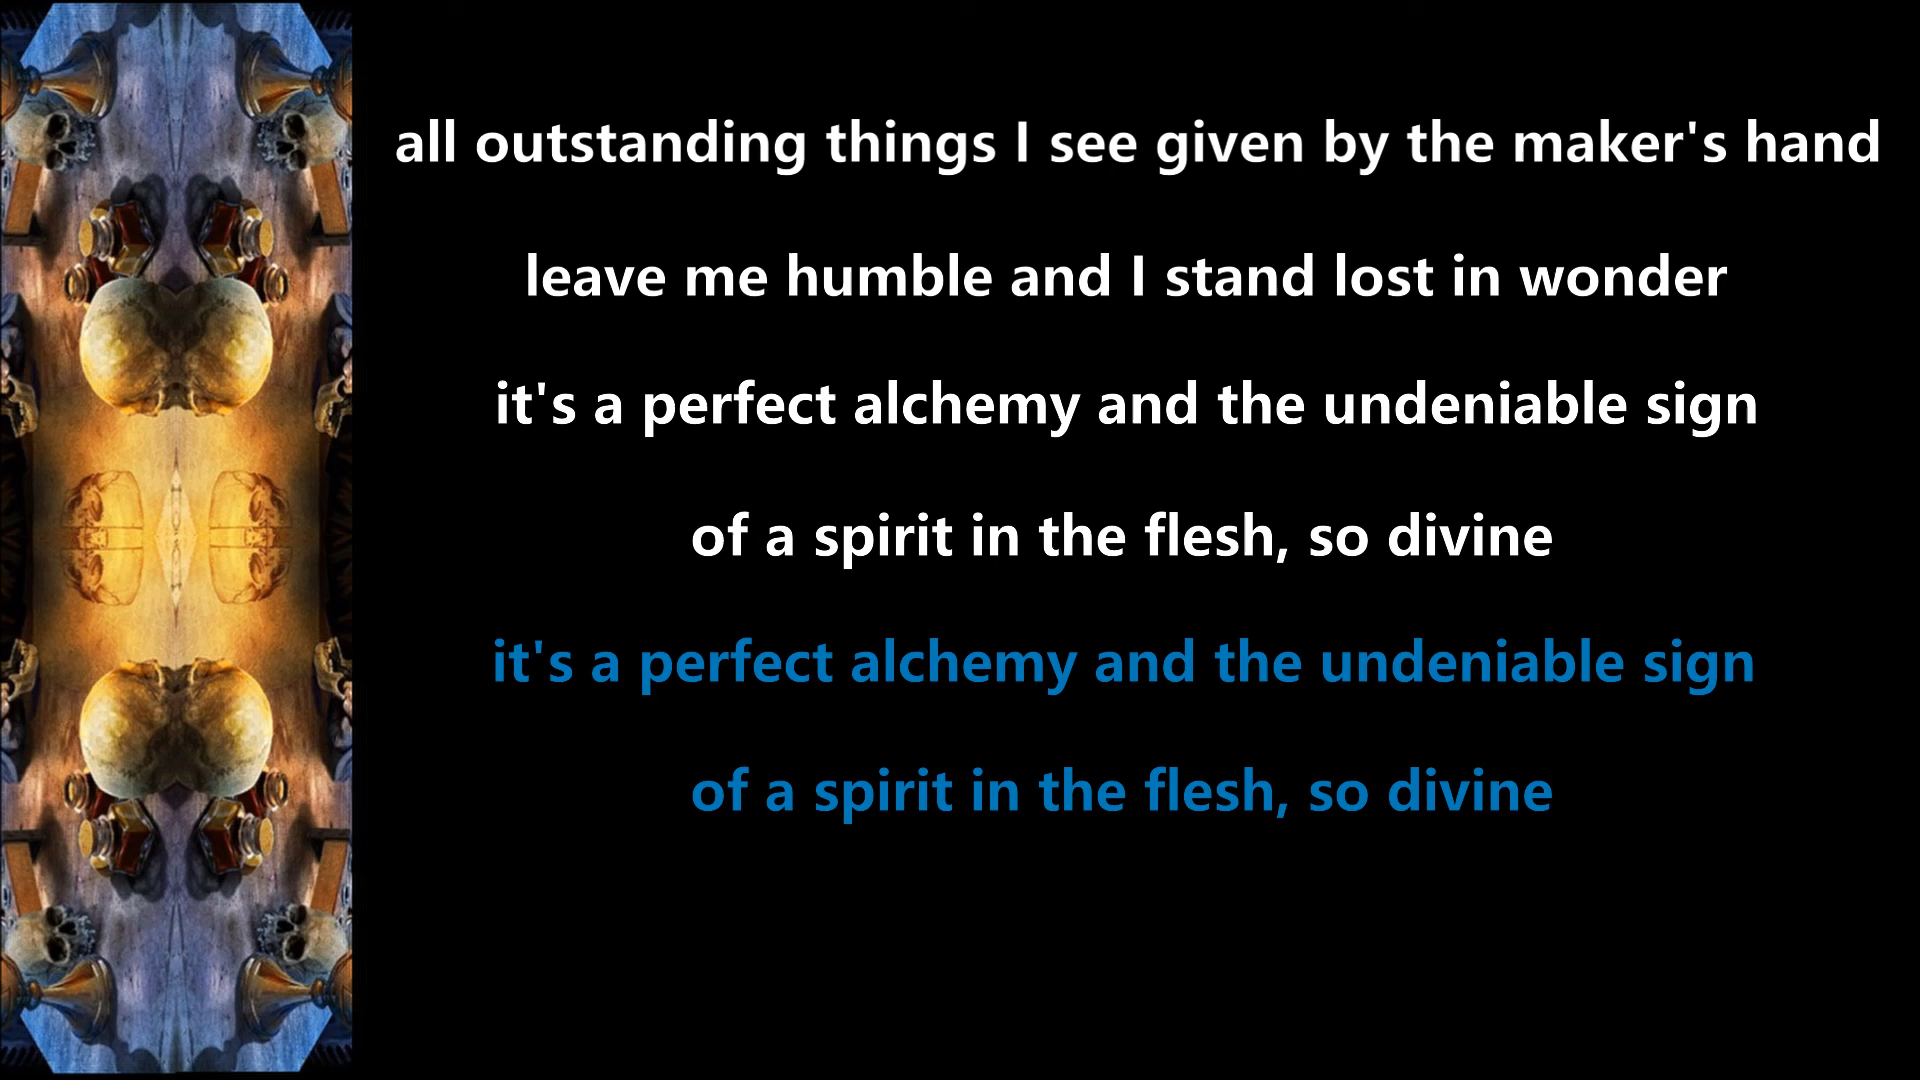 all outstanding things I see given by the maker's hand
leave me humble and I stand lost in wonder
it's a perfect alchemy and the undeniable sign
of a spirit in the flesh, so divine
it's a perfect alchemy and the undeniable sign
of a spirit in the flesh, so divine